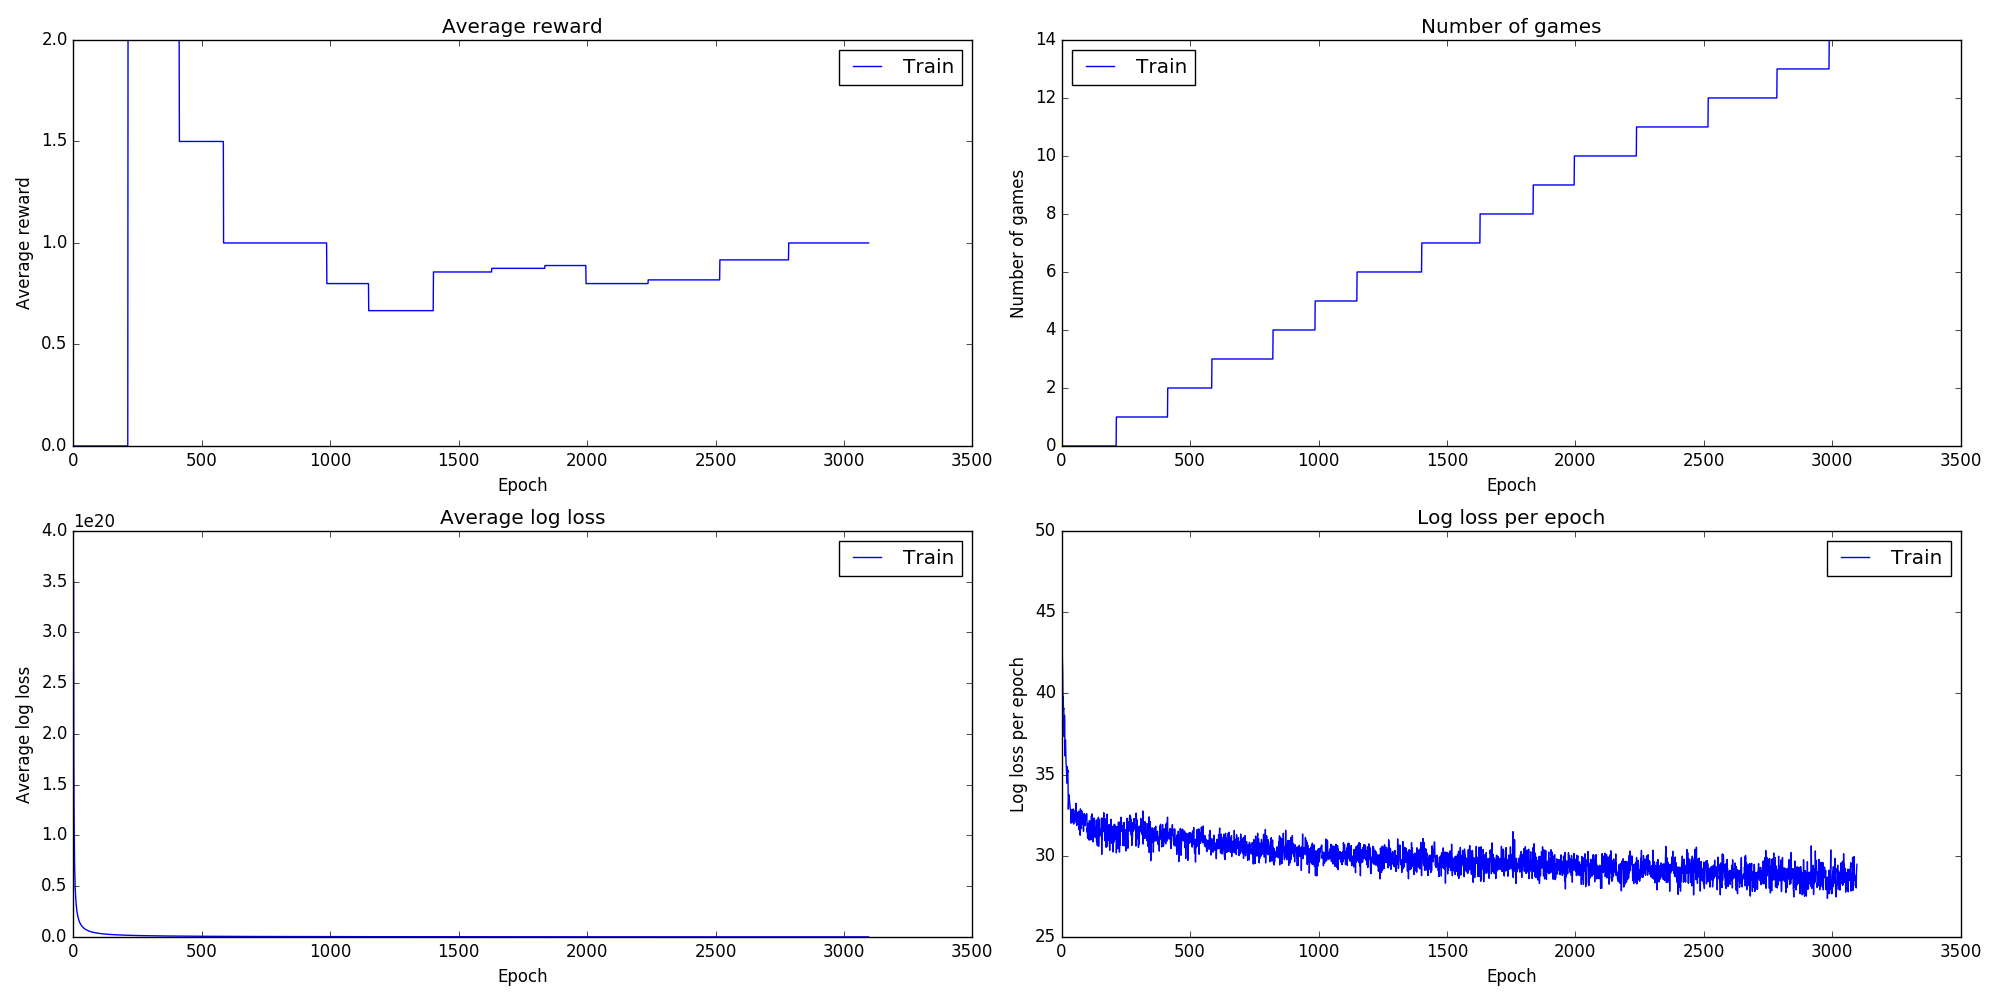 Average reward
Average reward
2.0
1.5
1.0
0.5
0.0
Train
0 500 1000 1500 2000 2500 3000 3500
Epoch
Number of games
Number of games
14
12
10
8
6
4
2
0
Train
0 500 1000 1500 2000 2500 3000 3500
Epoch
Average log loss
1e20
Average log loss
4.0
3.5
3.0
2.5
2.0
1.5
1.0
0.5
0.0
Train
0 500 1000 1500 2000 2500 3000 3500
Epoch
Log loss per epoch
Log loss per epoch
50
45
40
35
30
25
Train
0 500 1000 1500 2000 2500 3000 3500
Epoch